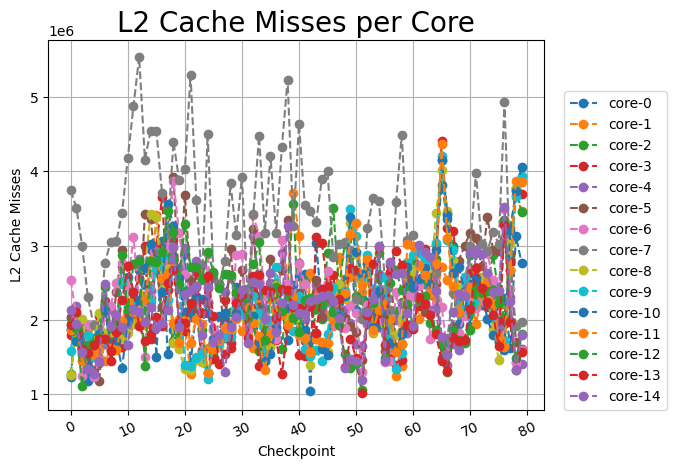 L2 Cache Misses per Core
1e6
L2 Cache Misses
5
4
3
2
1
0
10
20
30
40
50
60
70
80
Checkpoint
core-0
core-1
core-2
core-3
core-4
core-5
core-6
core-7
core-8
core-9
core-10
core-11
core-12
core-13
core-14